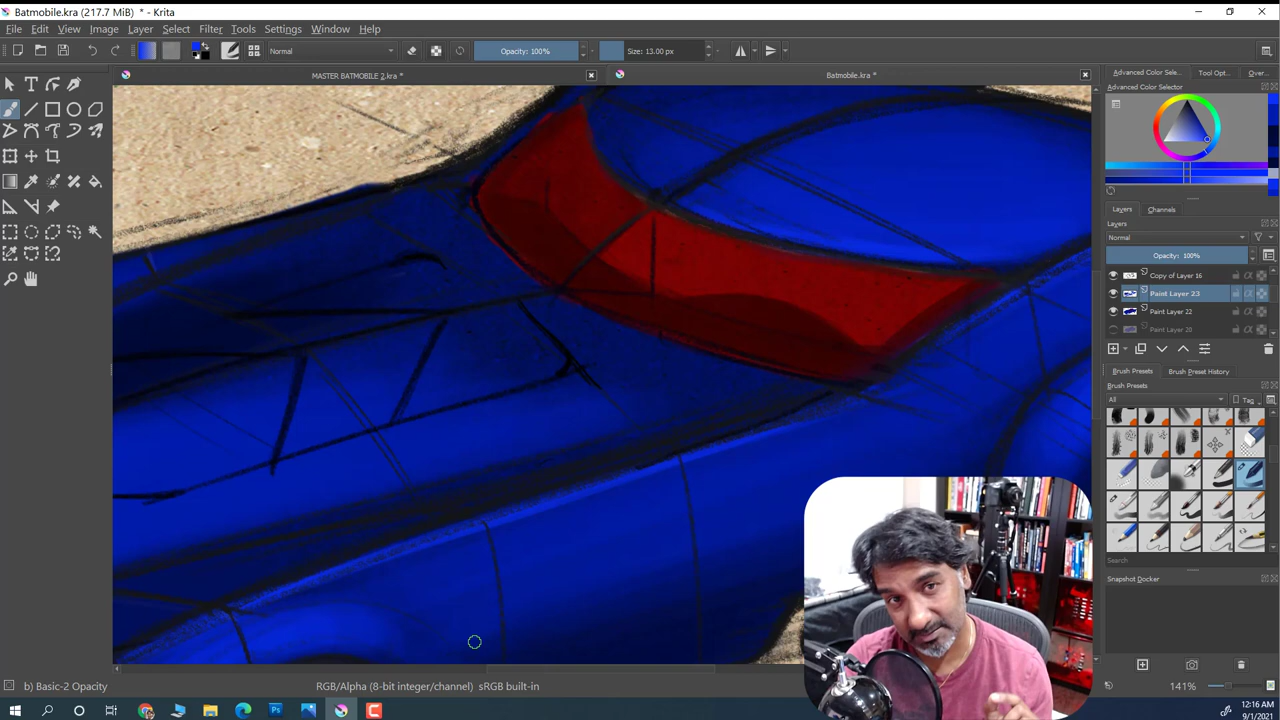 Batmobile.kra (217.7 MiB) * - Krita
File Edit View Image Layer Select Filter Tools Settings Window Help
Normal Opacity: 100% Size: 13.00 px
MASTER BATMOBILE 2.kra * Batmobile.kra *
Advanced Color Sele... Tool Opt... Over...
Advanced Color Selector
Layers Channels
Layers
Normal
Opacity: 100%
Copy of Layer 16
Paint Layer 23
Paint Layer 22
Paint Layer 20
Brush Presets Brush Preset History
Brush Presets
All Tag
Search
Snapshot Docker
b) Basic-2 Opacity RGB/Alpha (8-bit integer/channel) sRGB built-in 141%
12:16 AM
9/1/2021